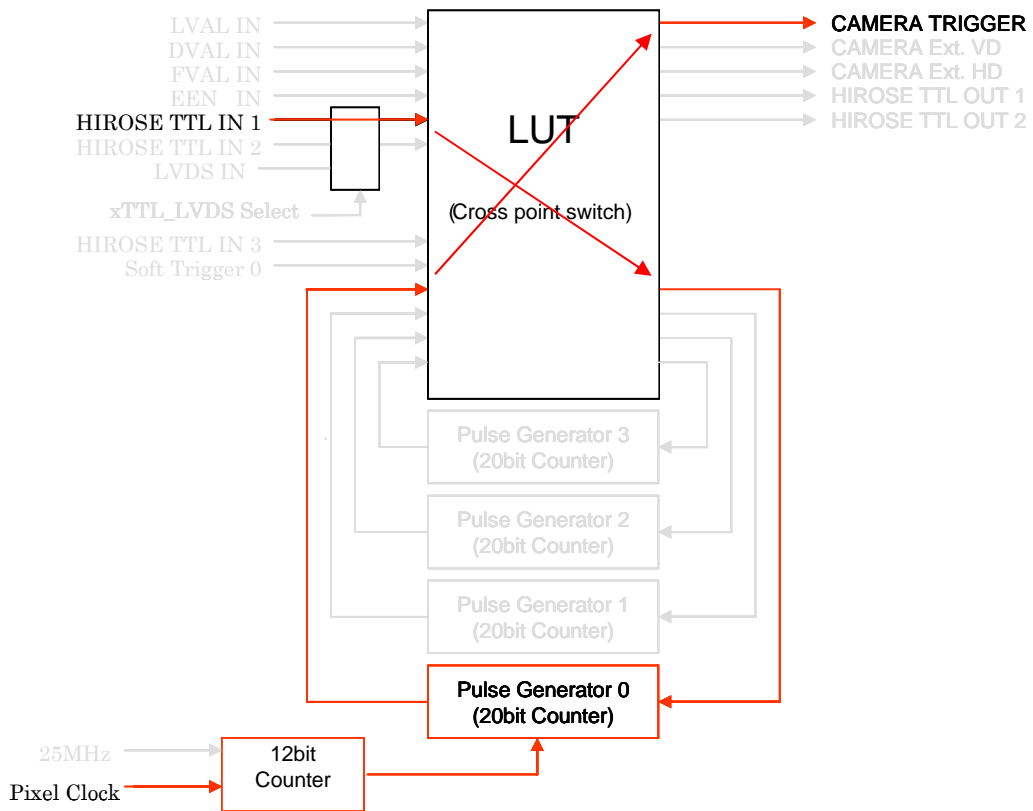 LVAL IN
DVAL IN
FVAL IN
EEN IN
HIROSE TTL IN 1
HIROSE TTL IN 2
LVDS IN
xTTL_LVDS Select
HIROSE TTL IN 3
Soft Trigger 0
LUT
(Cross point switch)
CAMERA TRIGGER
CAMERA Ext. VD
CAMERA Ext. HD
HIROSE TTL OUT 1
HIROSE TTL OUT 2
Pulse Generator 3
(20bit Counter)
Pulse Generator 2
(20bit Counter)
Pulse Generator 1
(20bit Counter)
Pulse Generator 0
(20bit Counter)
25MHz
Pixel Clock
12bit
Counter